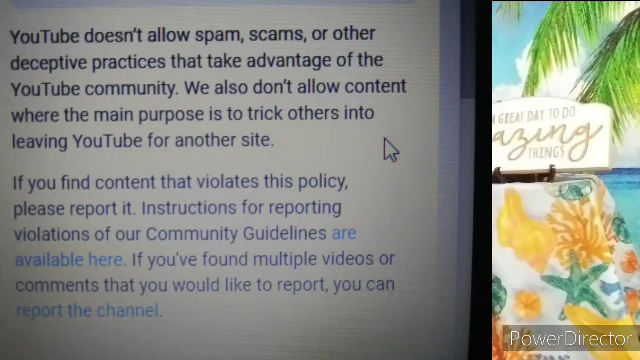 YouTube doesn't allow spam, scams, or other
deceptive practices that take advantage of the
YouTube community. We also don't allow content
where the main purpose is to trick others into
leaving YouTube for another site.
If you find content that violates this policy,
please report it. Instructions for reporting
violations of our Community Guidelines are
available here. If you've found multiple videos or
comments that you would like to report, you can
report the channel.
A GREAT DAY TO DO
azing
THINGS
PowerDirector